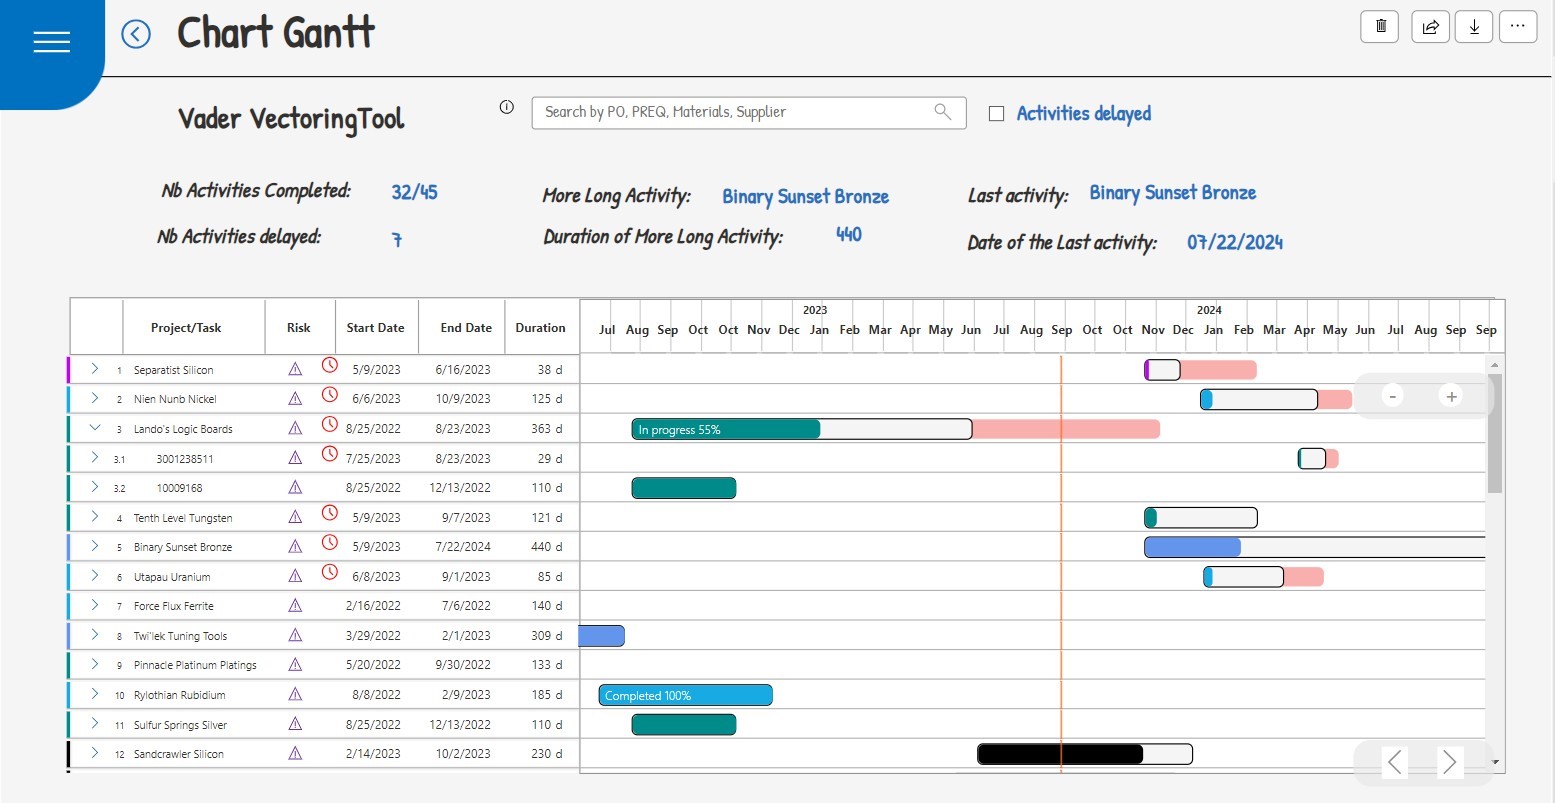 Chart Gantt
Vader VectoringTool
Search by PO, PREQ, Materials, Supplier
Activities delayed
Nb Activities Completed: 32/45
More Long Activity: Binary Sunset Bronze
Last activity: Binary Sunset Bronze
Nb Activities delayed: 7
Duration of More Long Activity: 440
Date of the Last activity: 07/22/2024
2023 2024
Project/Task Risk Start Date End Date Duration Jul Aug Sep Oct Oct Nov Dec Jan Feb Mar Apr May Jun Jul Aug Sep Oct Oct Nov Dec Jan Feb Mar Apr May Jun Jul Aug Sep Sep
1 Separatist Silicon 5/9/2023 6/16/2023 38 d
2 Nien Nunb Nickel 6/6/2023 10/9/2023 125 d - +
3 Lando's Logic Boards 8/25/2022 8/23/2023 363 d In progress 55%
3.1 3001238511 7/25/2023 8/23/2023 29 d
3.2 10009168 8/25/2022 12/13/2022 110 d
4 Tenth Level Tungsten 5/9/2023 9/7/2023 121 d
5 Binary Sunset Bronze 5/9/2023 7/22/2024 440 d
6 Utapau Uranium 6/8/2023 9/1/2023 85 d
7 Force Flux Ferrite 2/16/2022 7/6/2022 140 d
8 Twi'lek Tuning Tools 3/29/2022 2/1/2023 309 d
9 Pinnacle Platinum Platings 5/20/2022 9/30/2022 133 d
10 Rylothian Rubidium 8/8/2022 2/9/2023 185 d Completed 100%
11 Sulfur Springs Silver 8/25/2022 12/13/2022 110 d
12 Sandcrawler Silicon 2/14/2023 10/2/2023 230 d